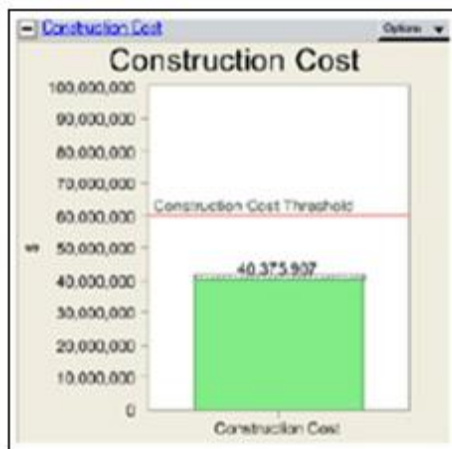 Construction Cost
Options
Construction Cost
100,000,000
90,000,000
80,000,000
70,000,000
Construction Cost Threshold
60,000,000
$
50,000,000
40,375,907
40,000,000
30,000,000
20,000,000
10,000,000
0
Construction Cost